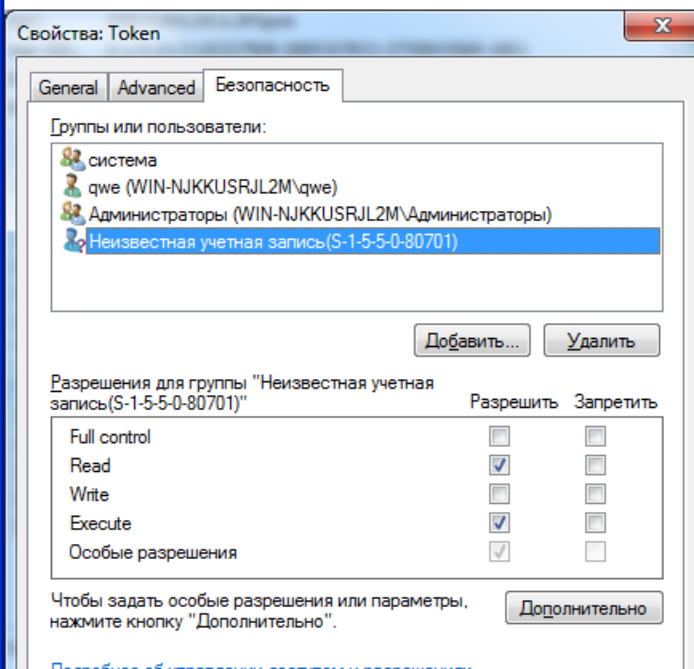 Свойства: Token
General Advanced Безопасность
Группы или пользователи:
система
qwe (WIN-NJKKUSRJL2M\qwe)
Администраторы (WIN-NJKKUSRJL2M\Администраторы)
Неизвестная учетная запись(S-1-5-5-0-80701)
Добавить... Удалить
Разрешения для группы "Неизвестная учетная
запись(S-1-5-5-0-80701)" Разрешить Запретить
Full control
Read
Write
Execute
Особые разрешения
Чтобы задать особые разрешения или параметры,
нажмите кнопку "Дополнительно". Дополнительно